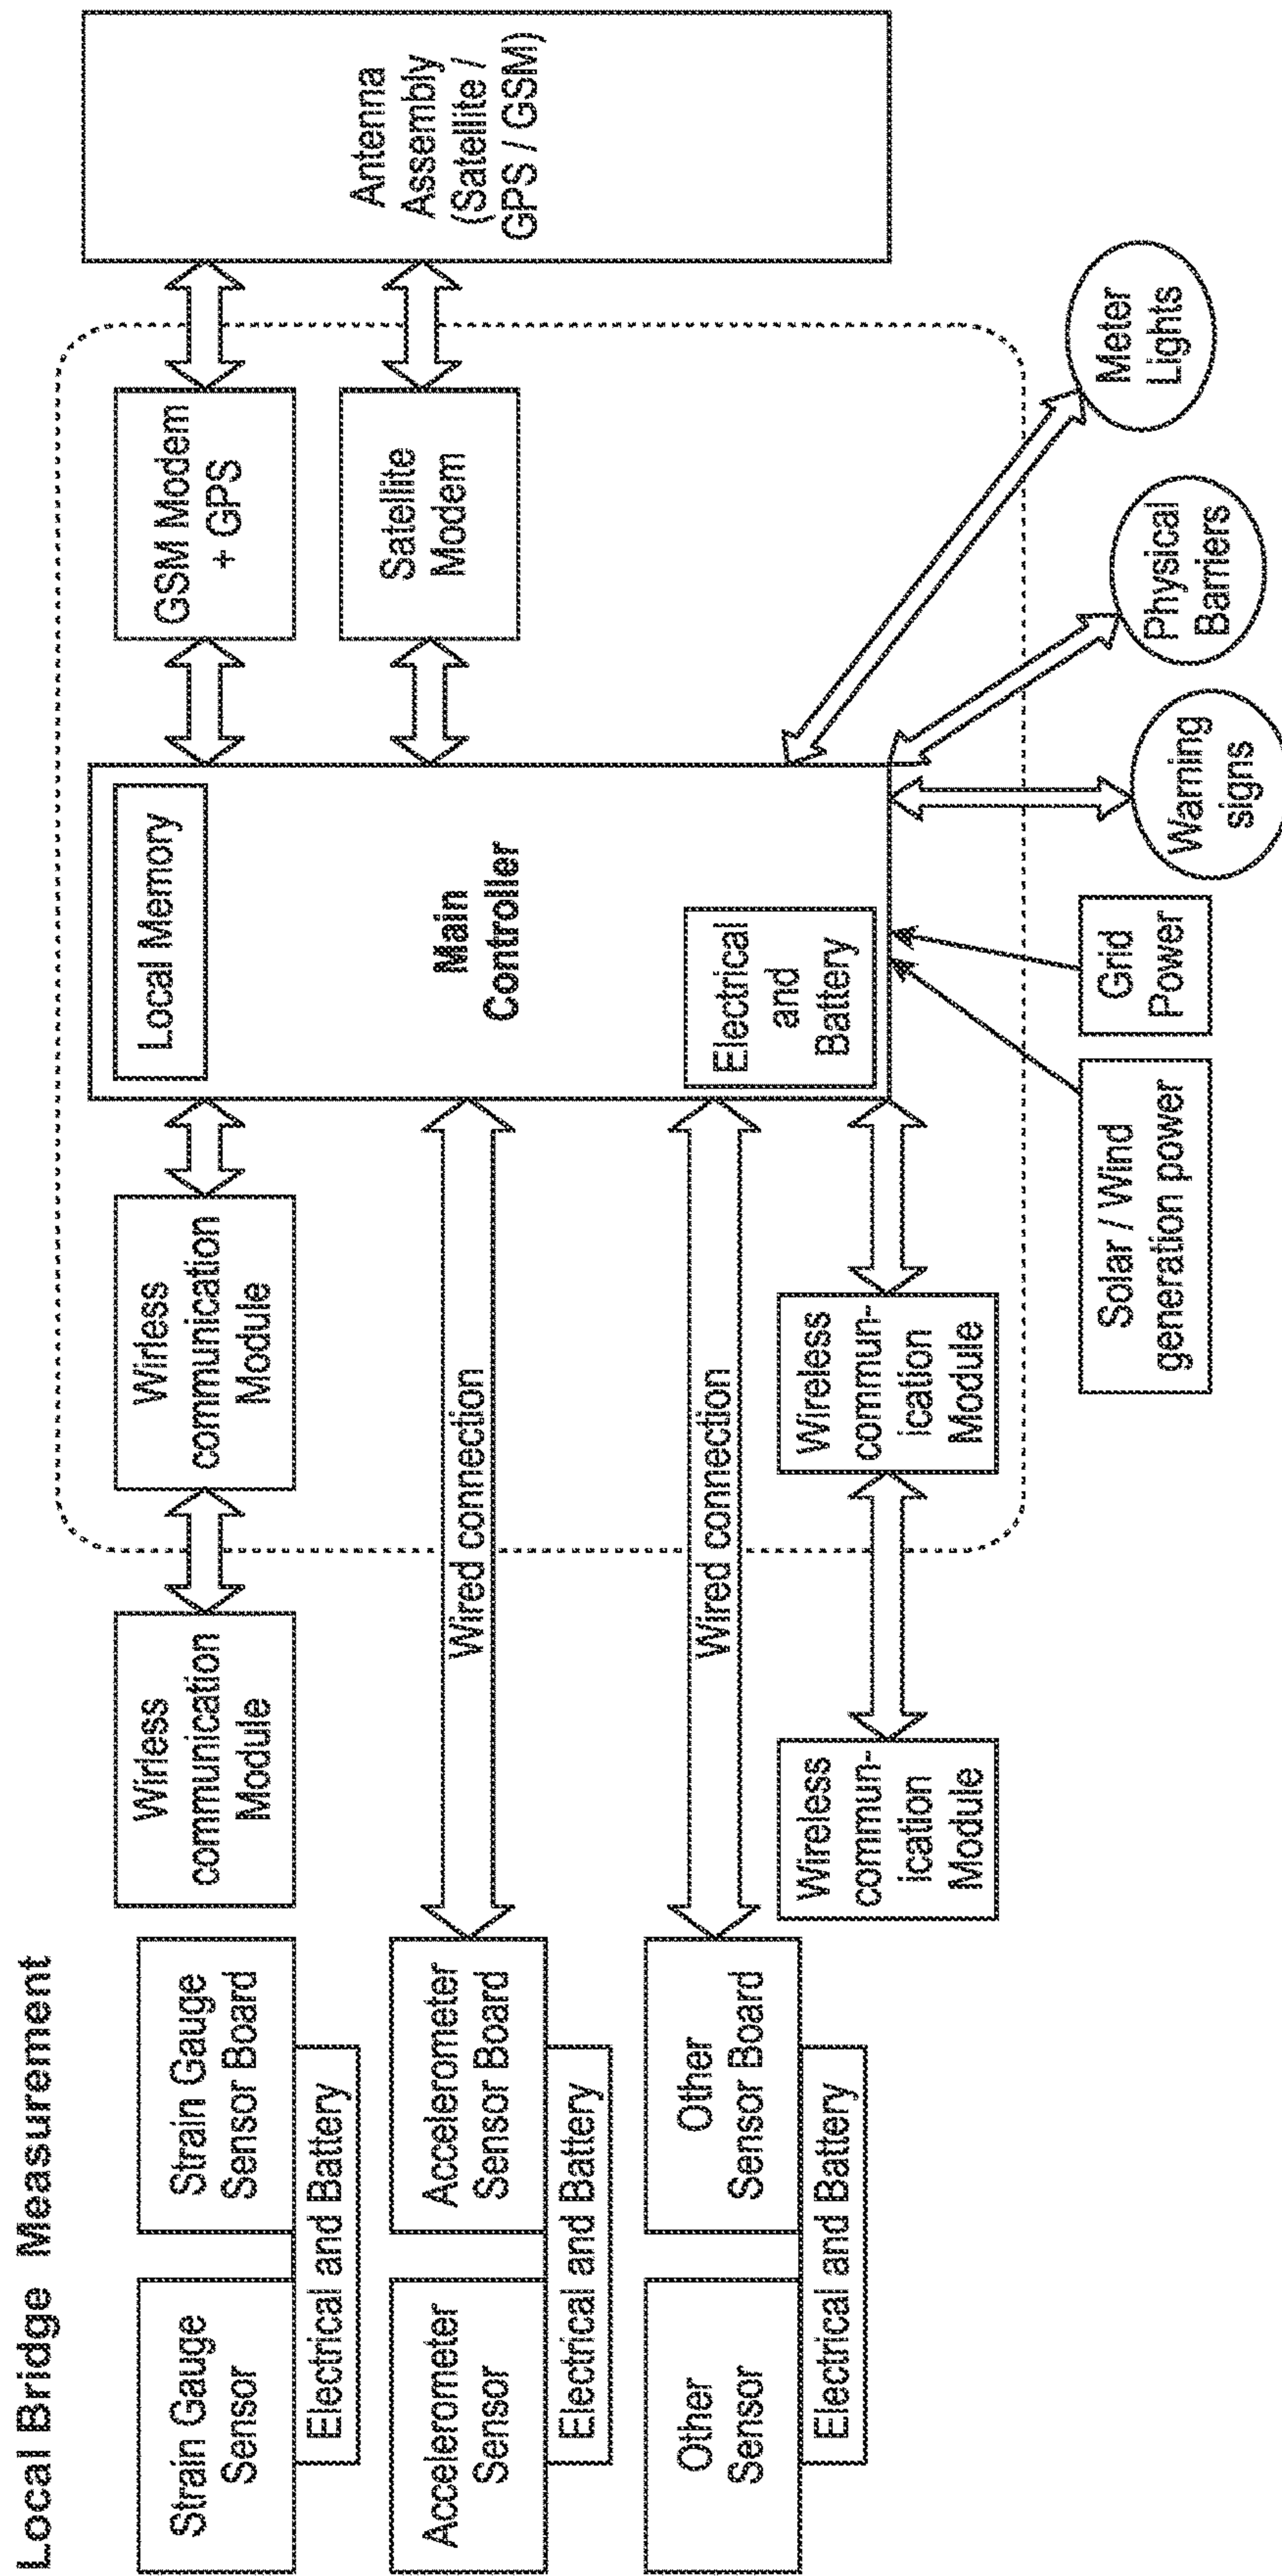 Local Bridge Measurement
Strain Gauge
Sensor
Strain Gauge
Sensor Board
Electrical and Battery
Wirless
communication
Module
Wirless
communication
Module
Local Memory
Main
Controller
Electrical
and
Battery
GSM Modem
+ GPS
Satellite
Modem
Antenna
Assembly
(Satellite /
GPS / GSM)
Accelerometer
Sensor
Accelerometer
Sensor Board
Electrical and Battery
Wired connection
Other
Sensor
Other
Sensor Board
Electrical and Battery
Wired connection
Wireless
commun-
ication
Module
Wireless
commun-
ication
Module
Solar / Wind
generation power
Grid
Power
Warning
signs
Physical
Barriers
Meter
Lights